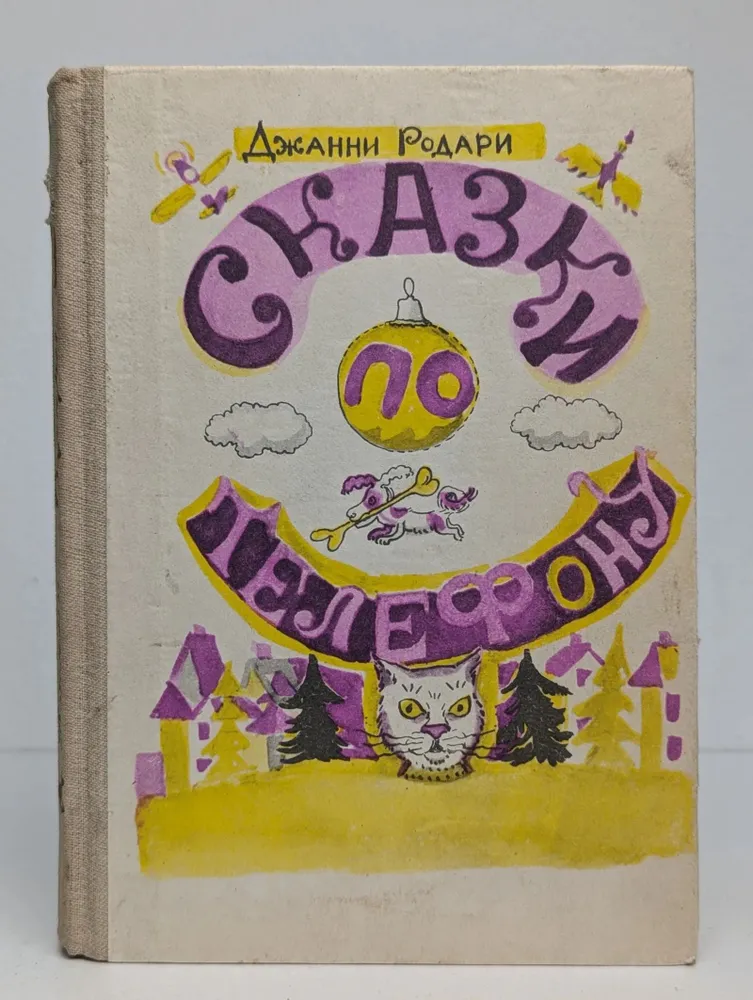 Джанни Родари
Сказки
по
телефону